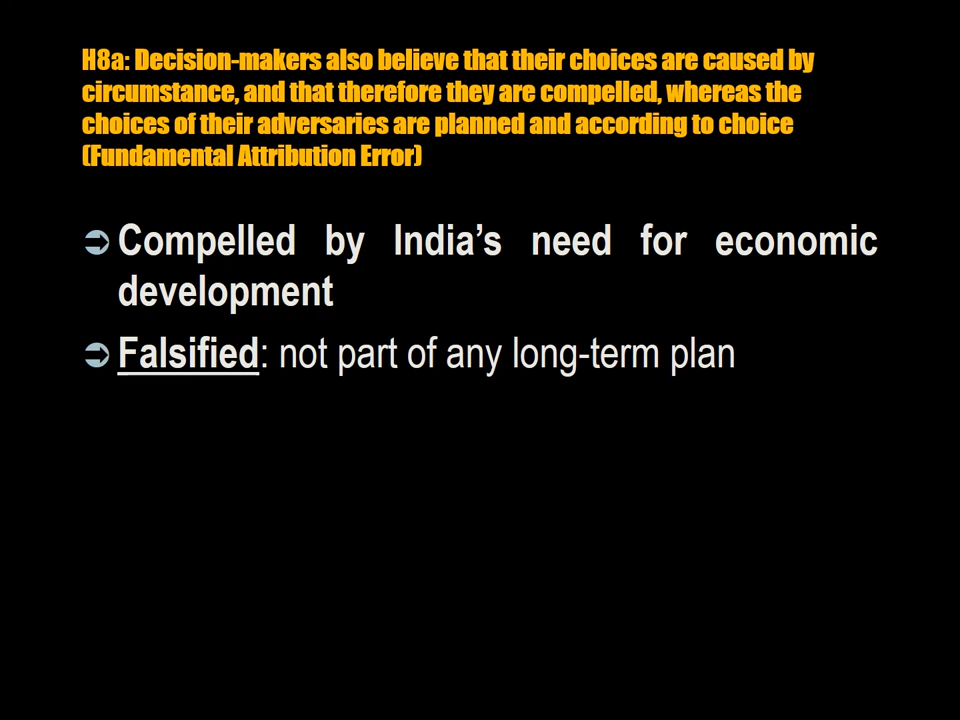 H8a: Decision-makers also believe that their choices are caused by
circumstance, and that therefore they are compelled, whereas the
choices of their adversaries are planned and according to choice
(Fundamental Attribution Error)
Compelled by India’s need for economic
development
Falsified: not part of any long-term plan